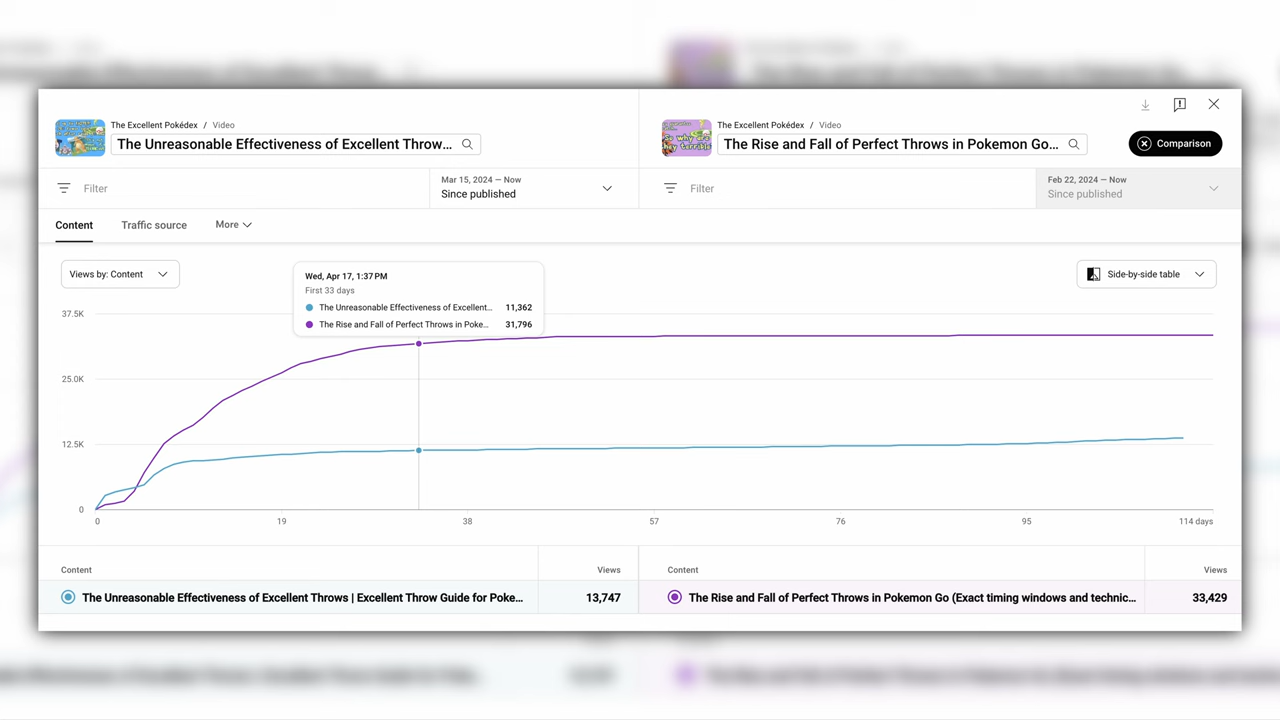 The Excellent Pokédex / Video
The Unreasonable Effectiveness of Excellent Throw...
The Excellent Pokédex / Video
The Rise and Fall of Perfect Throws in Pokemon Go...
Comparison
Filter
Mar 15, 2024 — Now
Since published
Filter
Feb 22, 2024 — Now
Since published
Content
Traffic source
More
Views by: Content
Side-by-side table
Wed, Apr 17, 1:37 PM
First 33 days
The Unreasonable Effectiveness of Excellent... 11,362
The Rise and Fall of Perfect Throws in Poke... 31,796
37.5K
25.0K
12.5K
0
0 19 38 57 76 95 114 days
Content Views
Content Views
The Unreasonable Effectiveness of Excellent Throws | Excellent Throw Guide for Poke... 13,747
The Rise and Fall of Perfect Throws in Pokemon Go (Exact timing windows and technic... 33,429